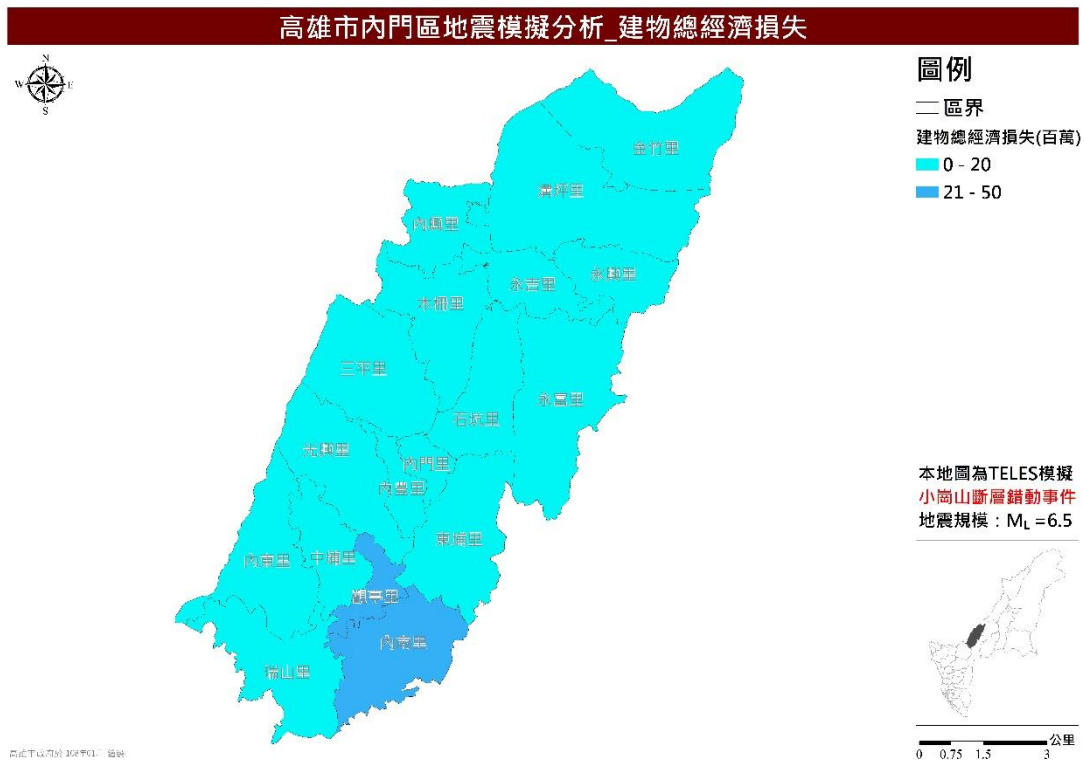 高雄市內門區地震模擬分析_建物總經濟損失
N
W E
S
圖例
區界
建物總經濟損失(百萬)
0 - 20
21 - 50
金竹里
溝坪里
內興里
永興里
永吉里
木柵里
三平里
永富里
石坑里
光興里
內門里
內豐里
東埔里
中埔里
內東里
觀亭里
內南里
瑞山里
本地圖為TELES模擬
小崗山斷層錯動事件
地震規模：ML =6.5
公里
0 0.75 1.5 3